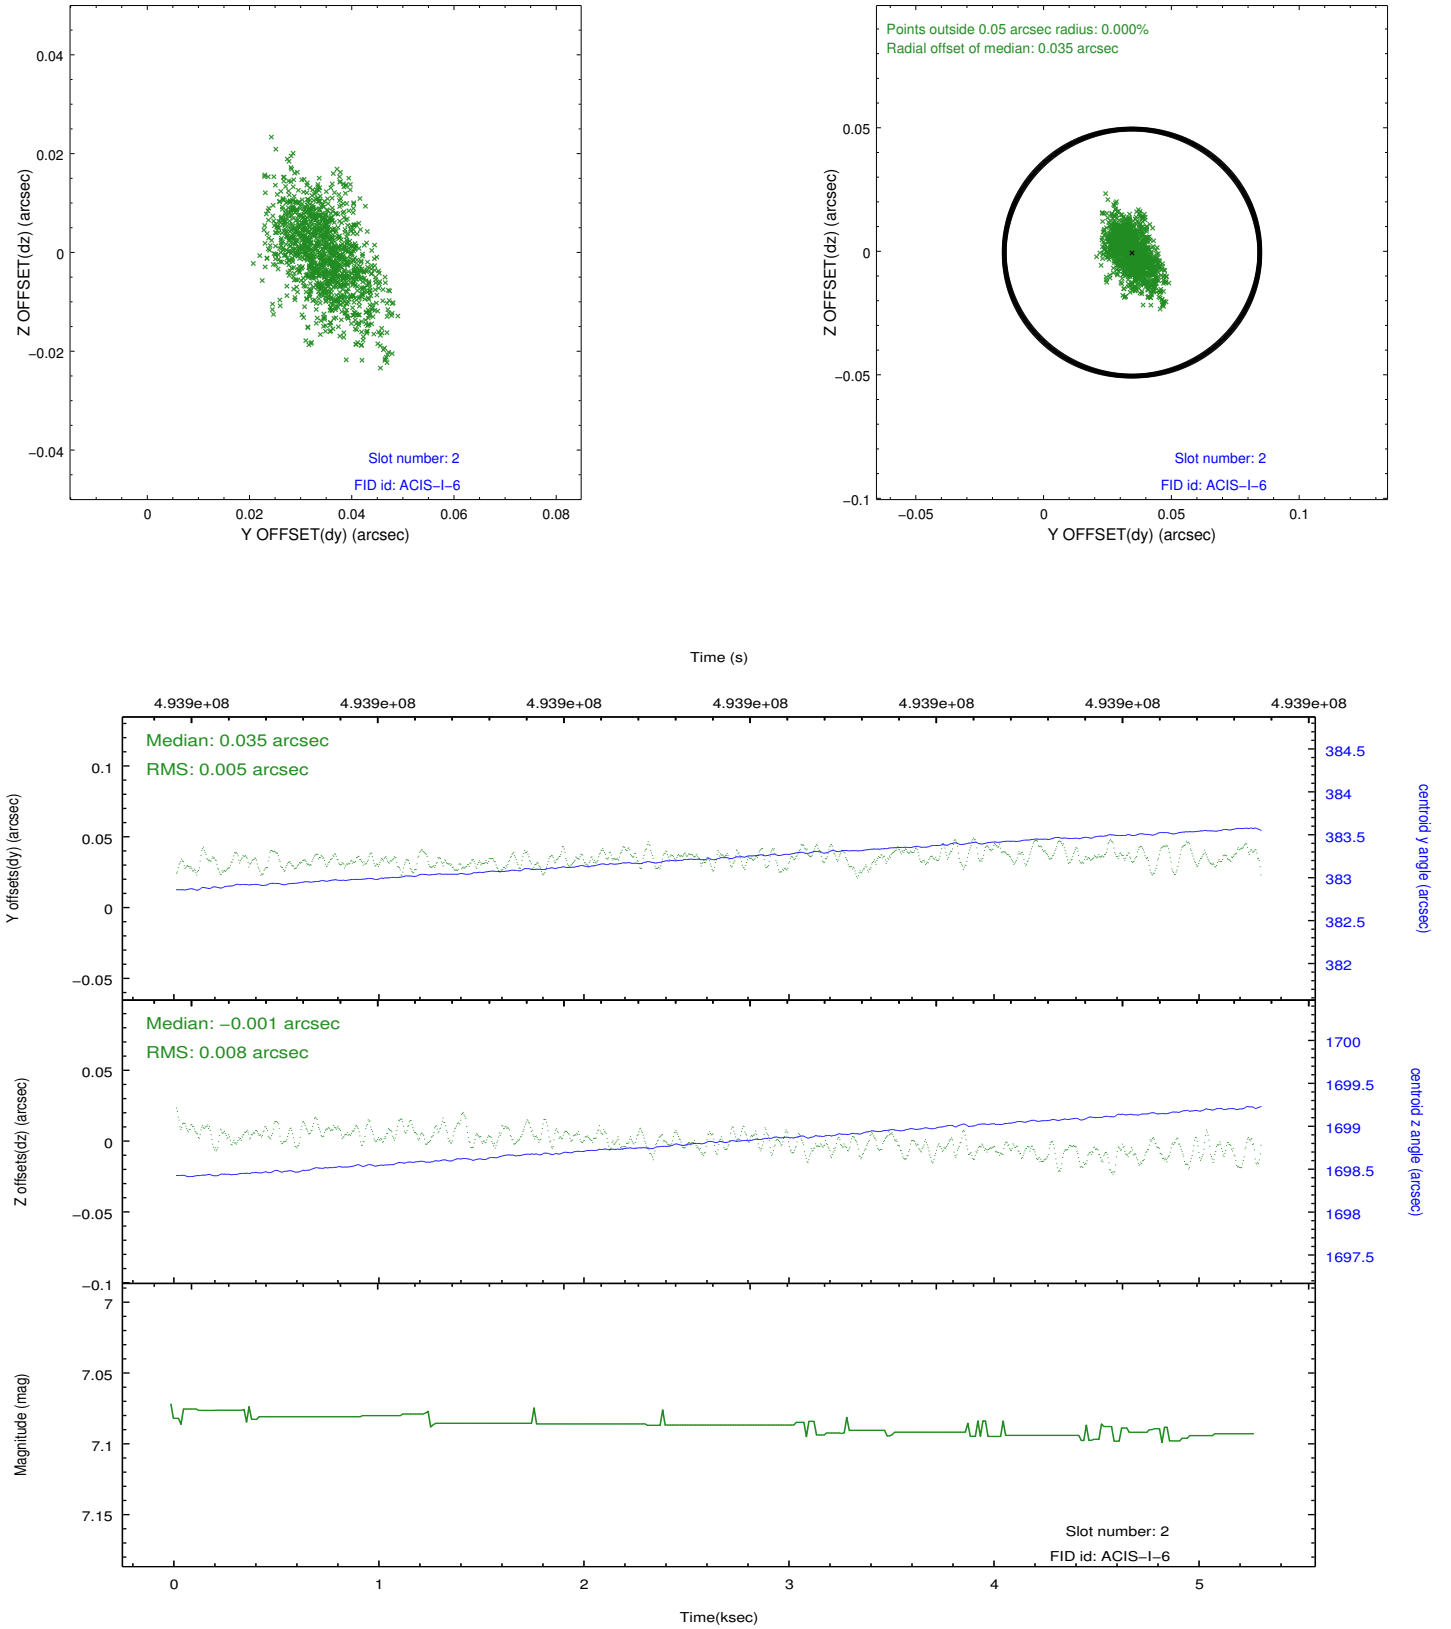 0.04
0.02
0
−0.02
−0.04
Z OFFSET(dz) (arcsec)
Slot number: 2
FID id: ACIS−I−6
0 0.02 0.04 0.06 0.08
Y OFFSET(dy) (arcsec)
Points outside 0.05 arcsec radius: 0.000%
Radial offset of median: 0.035 arcsec
0.05
0
−0.05
−0.1
Z OFFSET(dz) (arcsec)
Slot number: 2
FID id: ACIS−I−6
−0.05 0 0.05 0.1
Y OFFSET(dy) (arcsec)
Time (s)
4.939e+08 4.939e+08 4.939e+08 4.939e+08 4.939e+08 4.939e+08 4.939e+08
Median: 0.035 arcsec
RMS: 0.005 arcsec
0.1
0.05
0
−0.05
Y offsets(dy) (arcsec)
384.5
384
383.5
383
382.5
382
centroid y angle (arcsec)
Median: −0.001 arcsec
RMS: 0.008 arcsec
0.05
0
−0.05
−0.1
Z offsets(dz) (arcsec)
1700
1699.5
1699
1698.5
1698
1697.5
centroid z angle (arcsec)
7
7.05
7.1
7.15
Magnitude (mag)
Slot number: 2
FID id: ACIS−I−6
0 1 2 3 4 5
Time(ksec)